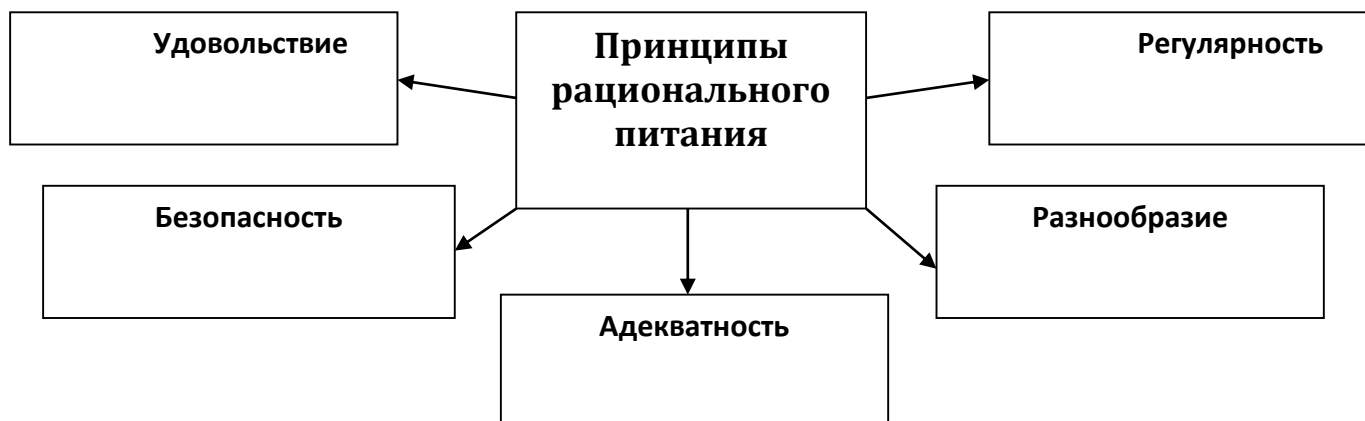 Удовольствие
Принципы
рационального
питания
Регулярность
Безопасность
Разнообразие
Адекватность